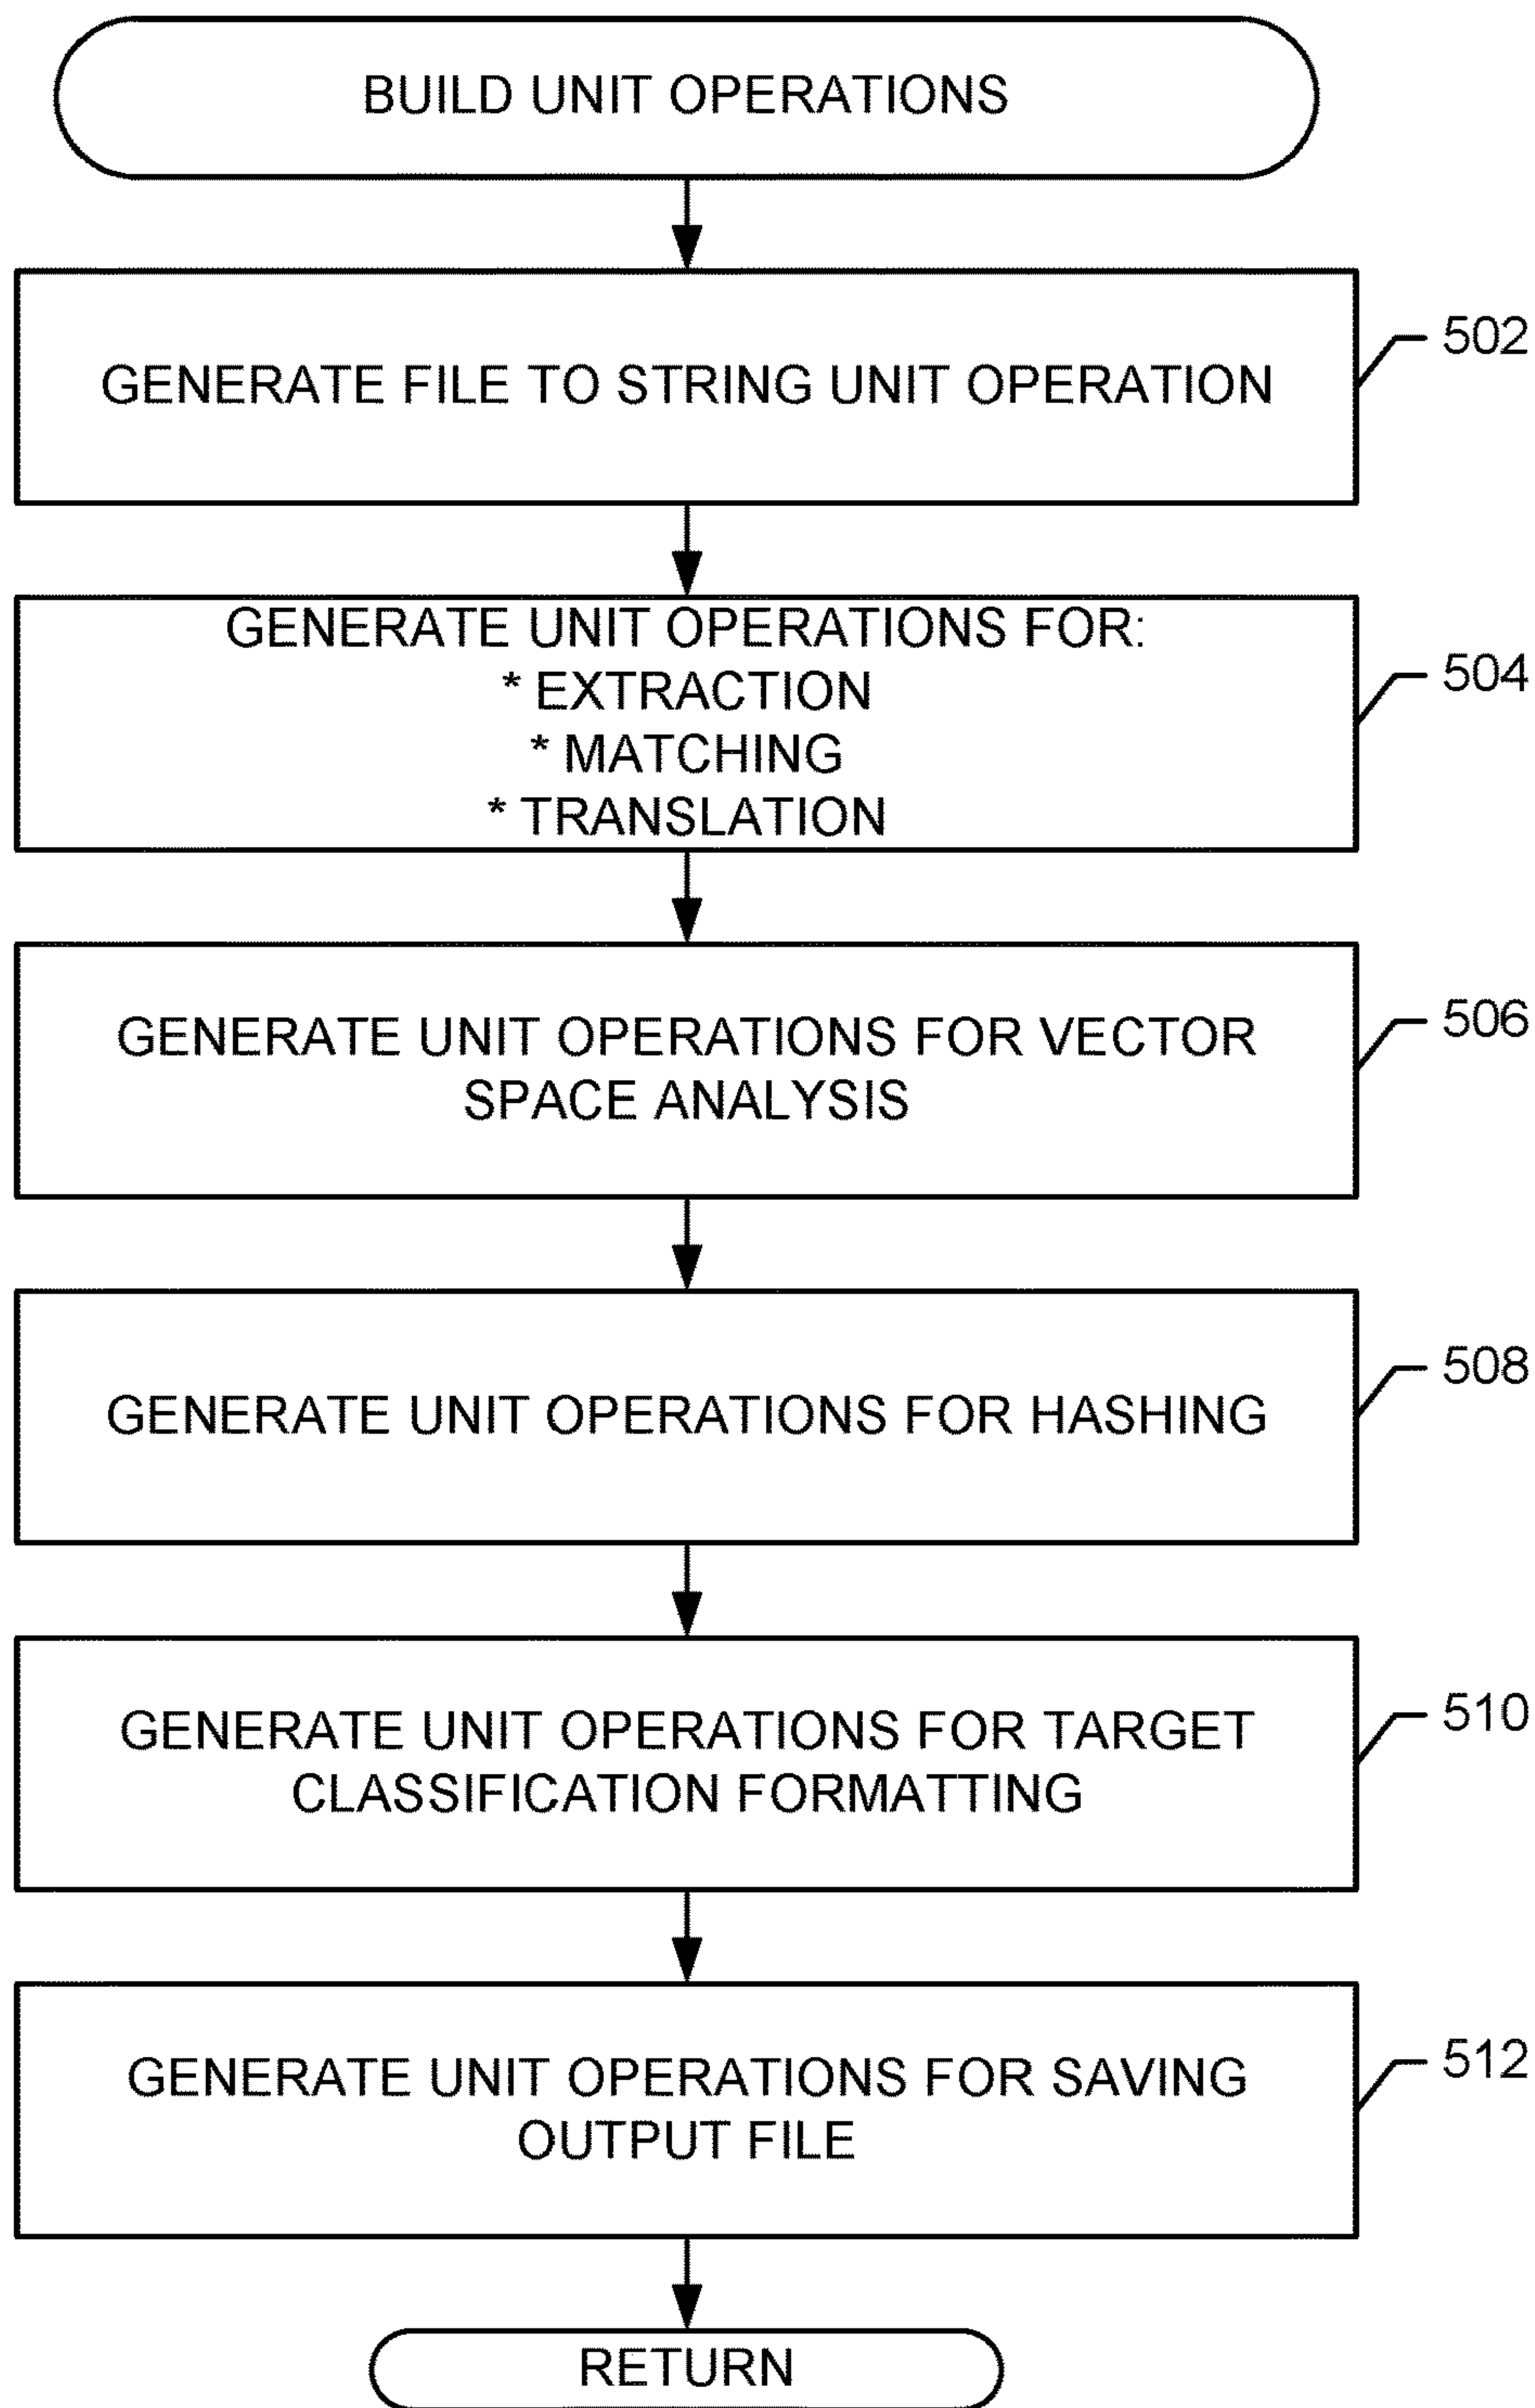 BUILD UNIT OPERATIONS
GENERATE FILE TO STRING UNIT OPERATION
502
GENERATE UNIT OPERATIONS FOR:
* EXTRACTION
* MATCHING
* TRANSLATION
504
GENERATE UNIT OPERATIONS FOR VECTOR
SPACE ANALYSIS
506
GENERATE UNIT OPERATIONS FOR HASHING
508
GENERATE UNIT OPERATIONS FOR TARGET
CLASSIFICATION FORMATTING
510
GENERATE UNIT OPERATIONS FOR SAVING
OUTPUT FILE
512
RETURN